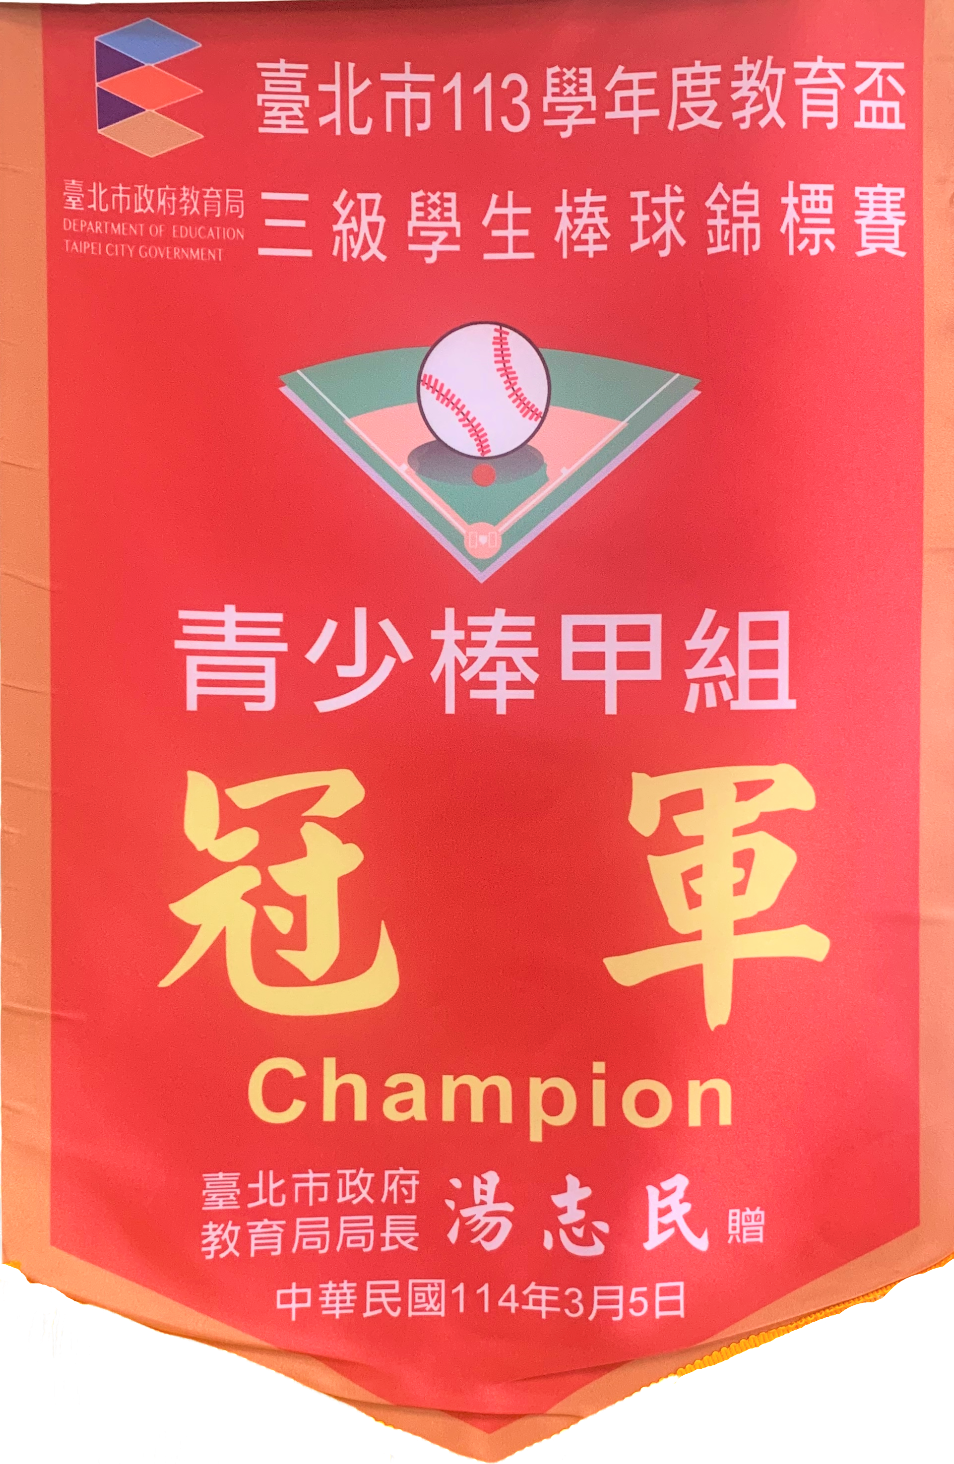 臺北市113學年度教育盃
臺北市政府教育局
DEPARTMENT OF EDUCATION
TAIPEI CITY GOVERNMENT
三級學生棒球錦標賽
青少棒甲組
冠軍
Champion
臺北市政府
教育局局長 湯志民 贈
中華民國114年3月5日